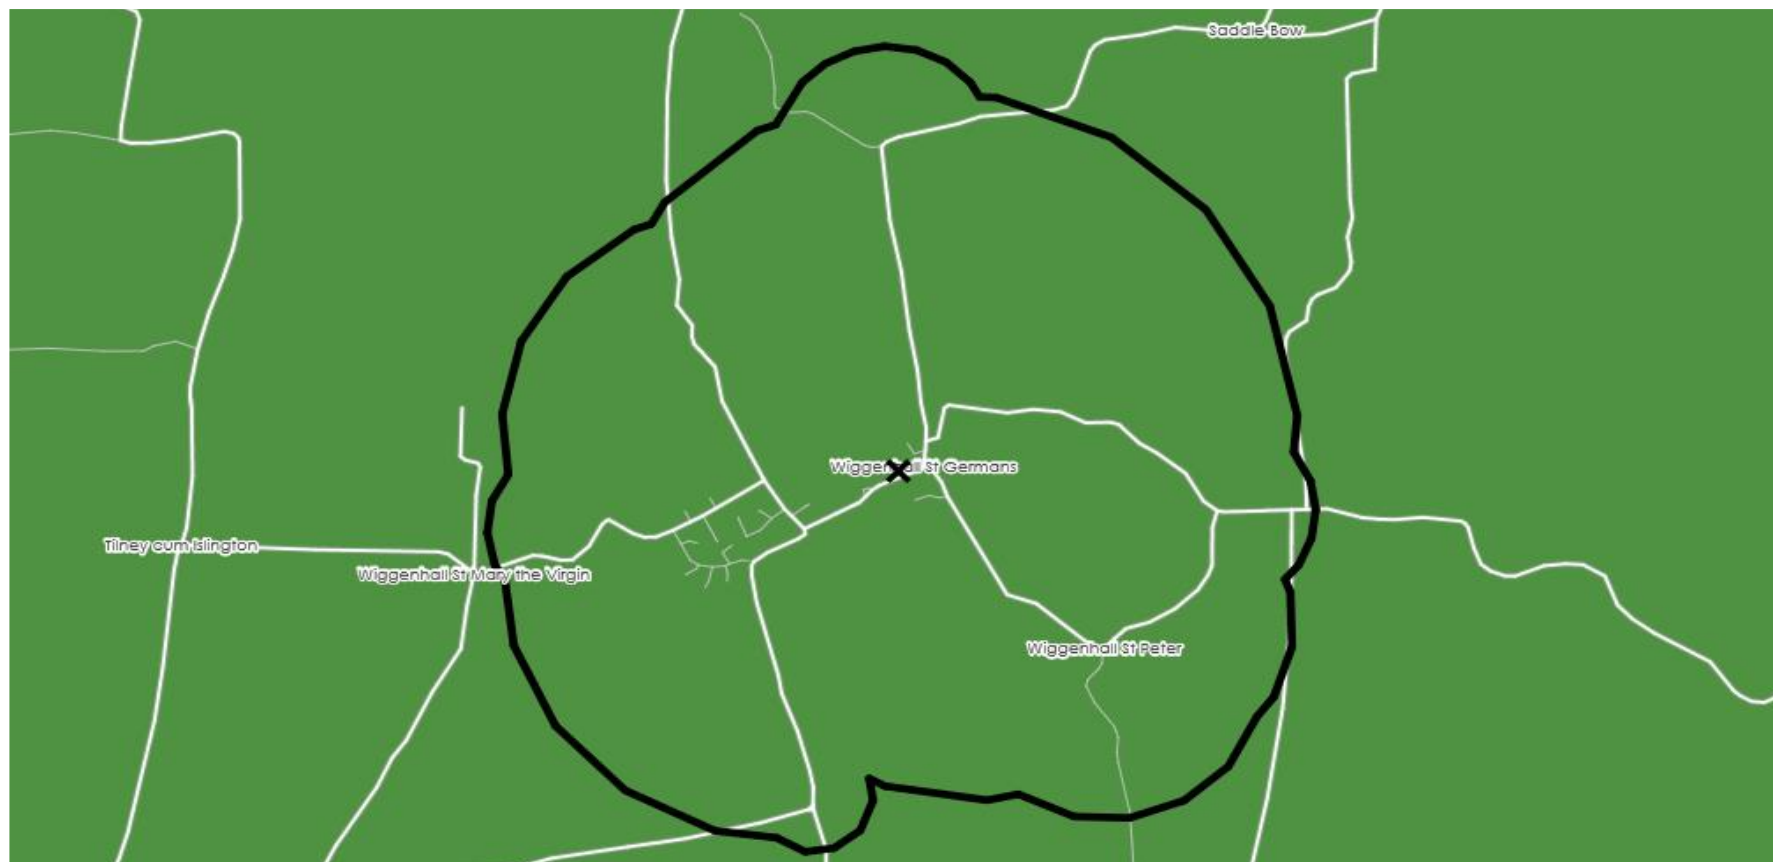 Saddle Bow
Wiggenhall St Germans
Tilney cum Islington
Wiggenhall St Mary the Virgin
Wiggenhall St Peter